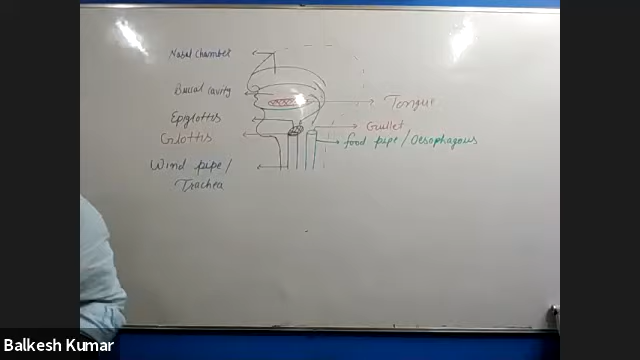 Nasal chamber
Buccal cavity
Epiglottis
Glottis
Wind pipe/
Trachea
Tongue
Gullet
food pipe/Oesophagous
Balkesh Kumar